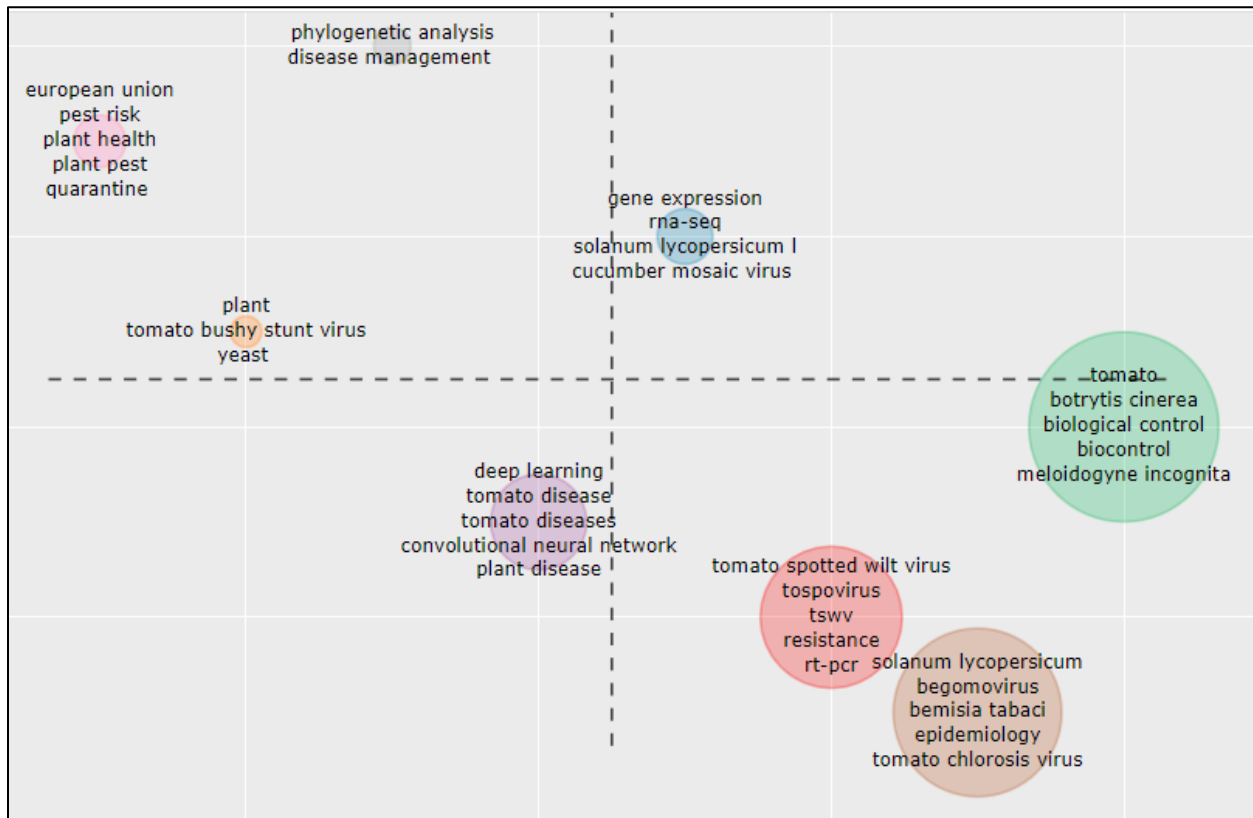 phylogenetic analysis
disease management
european union
pest risk
plant health
plant pest
quarantine
gene expression
rna-seq
solanum lycopersicum l
cucumber mosaic virus
plant
tomato bushy stunt virus
yeast
tomato
botrytis cinerea
biological control
biocontrol
meloidogyne incognita
deep learning
tomato disease
tomato diseases
convolutional neural network
plant disease
tomato spotted wilt virus
tospovirus
tswv
resistance
rt-pcr
solanum lycopersicum
begomovirus
bemisia tabaci
epidemiology
tomato chlorosis virus